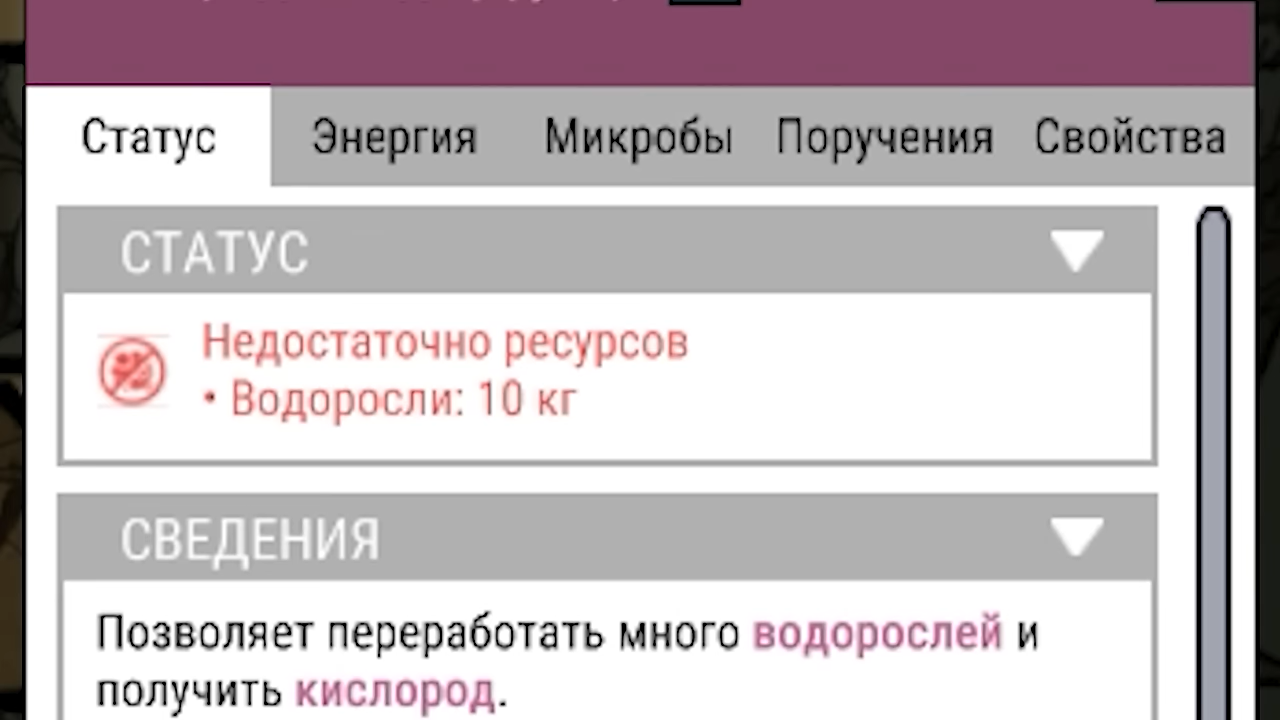 Статус Энергия Микробы Поручения Свойства
СТАТУС
Недостаточно ресурсов
• Водоросли: 10 кг
СВЕДЕНИЯ
Позволяет переработать много водорослей и
получить кислород.